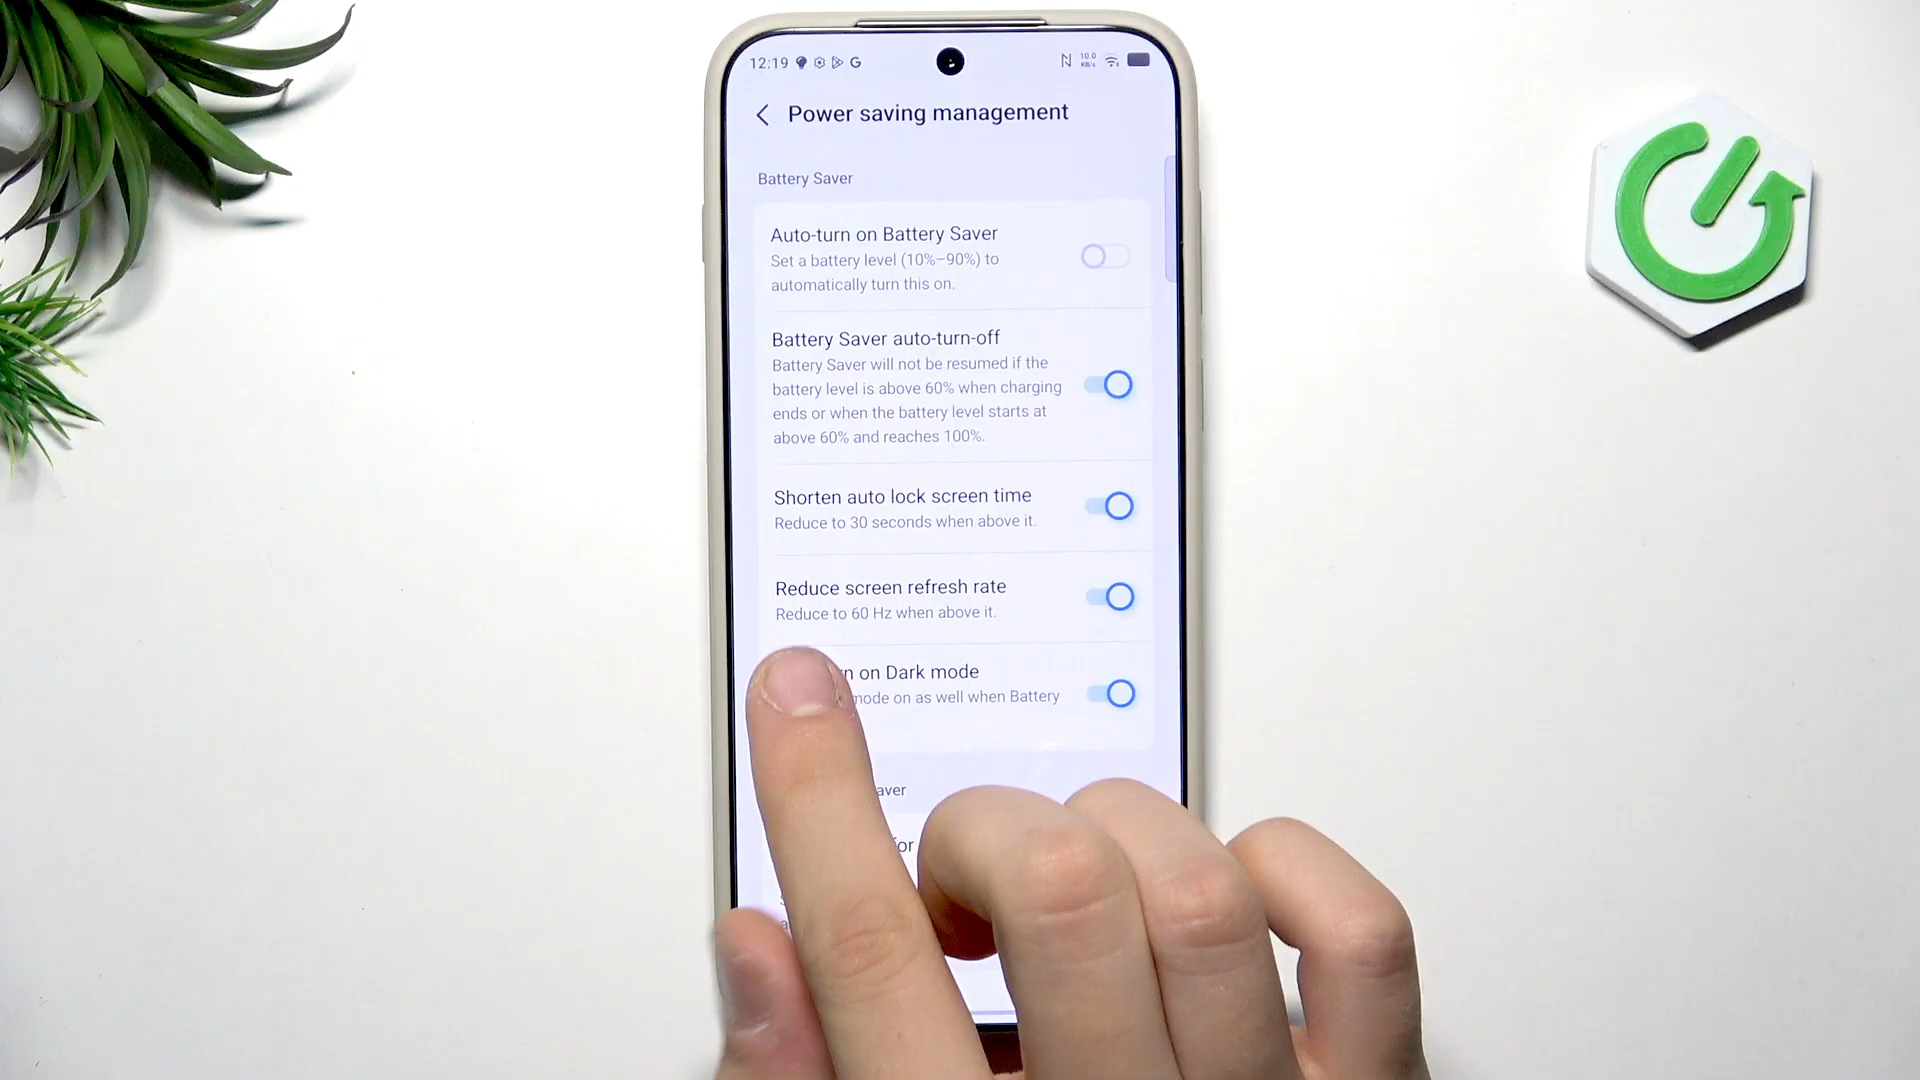 12:19 G 10.0 KB/s
Power saving management
Battery Saver
Auto-turn on Battery Saver
Set a battery level (10%–90%) to
automatically turn this on.
Battery Saver auto-turn-off
Battery Saver will not be resumed if the
battery level is above 60% when charging
ends or when the battery level starts at
above 60% and reaches 100%.
Shorten auto lock screen time
Reduce to 30 seconds when above it.
Reduce screen refresh rate
Reduce to 60 Hz when above it.
on Dark mode
mode on as well when Battery